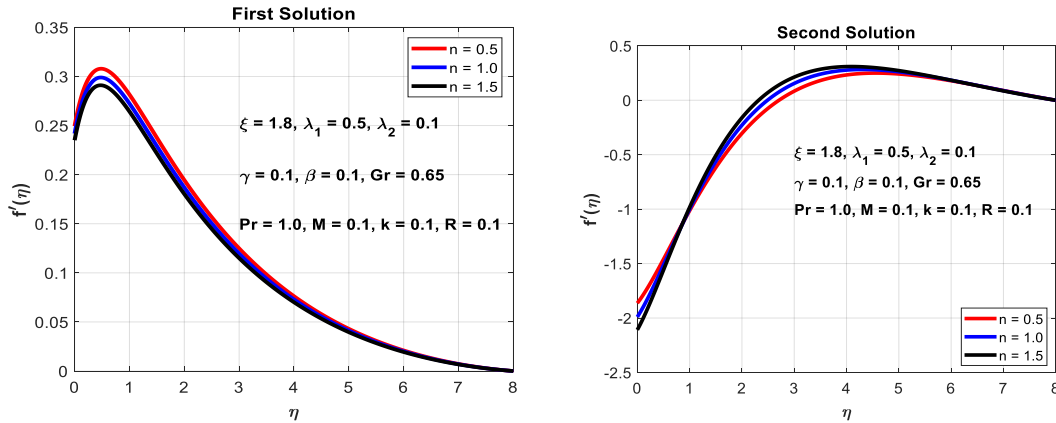 First Solution
0.35
0.3
0.25
0.2
0.15
0.1
0.05
0
0 1 2 3 4 5 6 7 8
f'(η)
η
n = 0.5
n = 1.0
n = 1.5
ξ = 1.8, λ1 = 0.5, λ2 = 0.1
γ = 0.1, β = 0.1, Gr = 0.65
Pr = 1.0, M = 0.1, k = 0.1, R = 0.1
Second Solution
0.5
0
-0.5
-1
-1.5
-2
-2.5
0 1 2 3 4 5 6 7 8
f'(η)
η
ξ = 1.8, λ1 = 0.5, λ2 = 0.1
γ = 0.1, β = 0.1, Gr = 0.65
Pr = 1.0, M = 0.1, k = 0.1, R = 0.1
n = 0.5
n = 1.0
n = 1.5